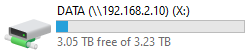 DATA (\\192.168.2.10) (X:)
3.05 TB free of 3.23 TB